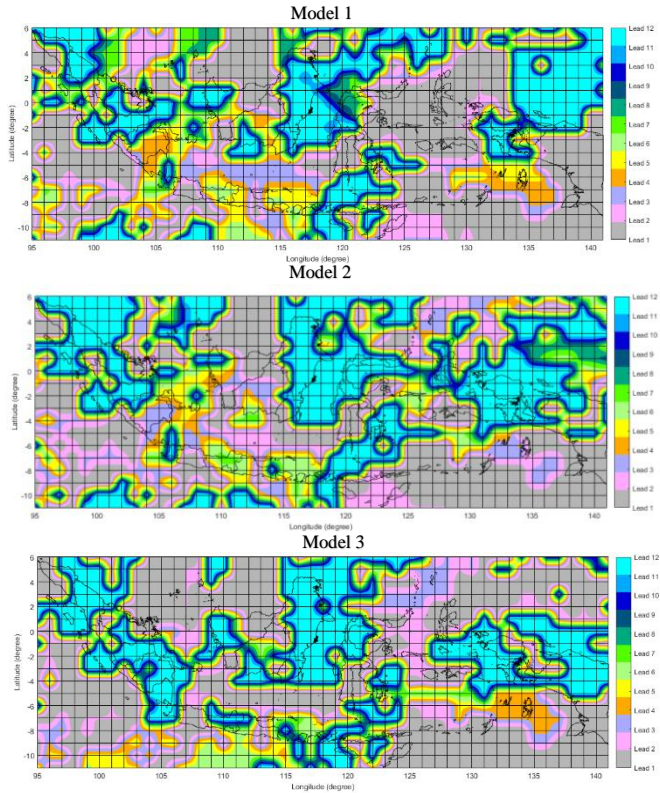 Model 1
6
4
2
0
-2
-4
-6
-8
-10
Latitude (degree)
95 100 105 110 115 120 125 130 135 140
Longitude (degree)
Lead 12
Lead 11
Lead 10
Lead 9
Lead 8
Lead 7
Lead 6
Lead 5
Lead 4
Lead 3
Lead 2
Lead 1
Model 2
6
4
2
0
-2
-4
-6
-8
-10
Latitude (degree)
95 100 105 110 115 120 125 130 135 140
Longitude (degree)
Lead 12
Lead 11
Lead 10
Lead 9
Lead 8
Lead 7
Lead 6
Lead 5
Lead 4
Lead 3
Lead 2
Lead 1
Model 3
6
4
2
0
-2
-4
-6
-8
-10
Latitude (degree)
95 100 105 110 115 120 125 130 135 140
Longitude (degree)
Lead 12
Lead 11
Lead 10
Lead 9
Lead 8
Lead 7
Lead 6
Lead 5
Lead 4
Lead 3
Lead 2
Lead 1